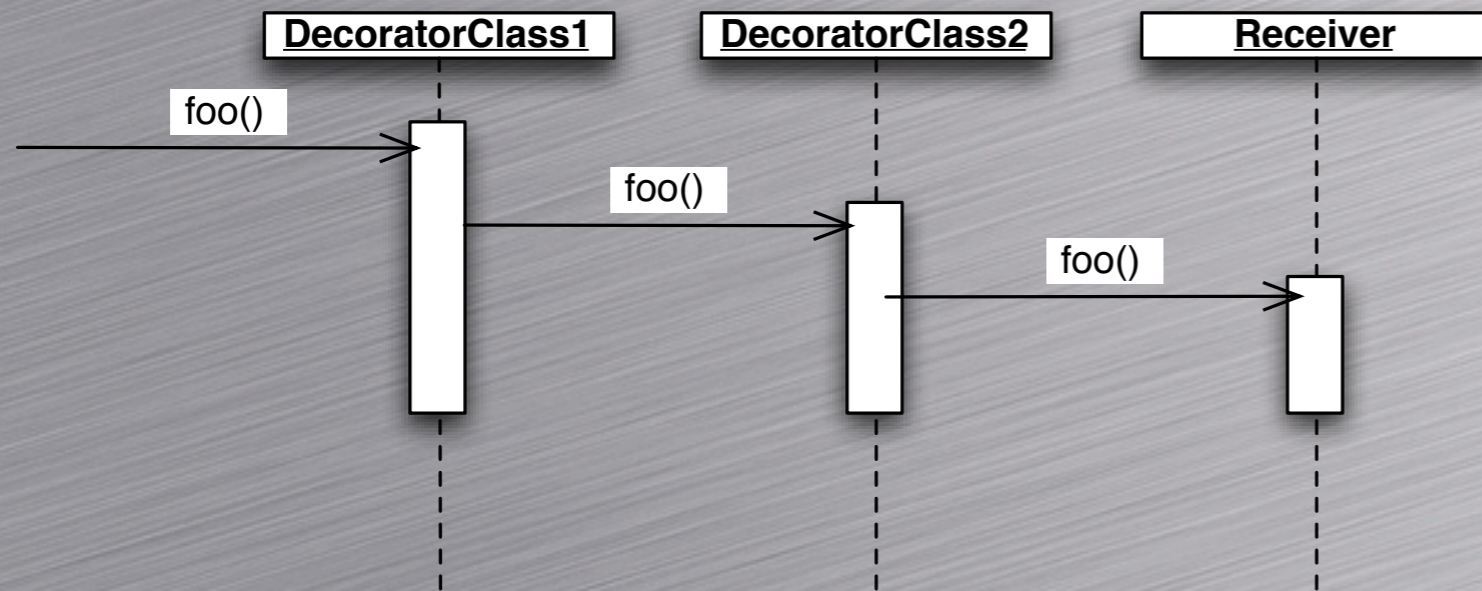 DecoratorClass1
DecoratorClass2
Receiver
foo()
foo()
foo()